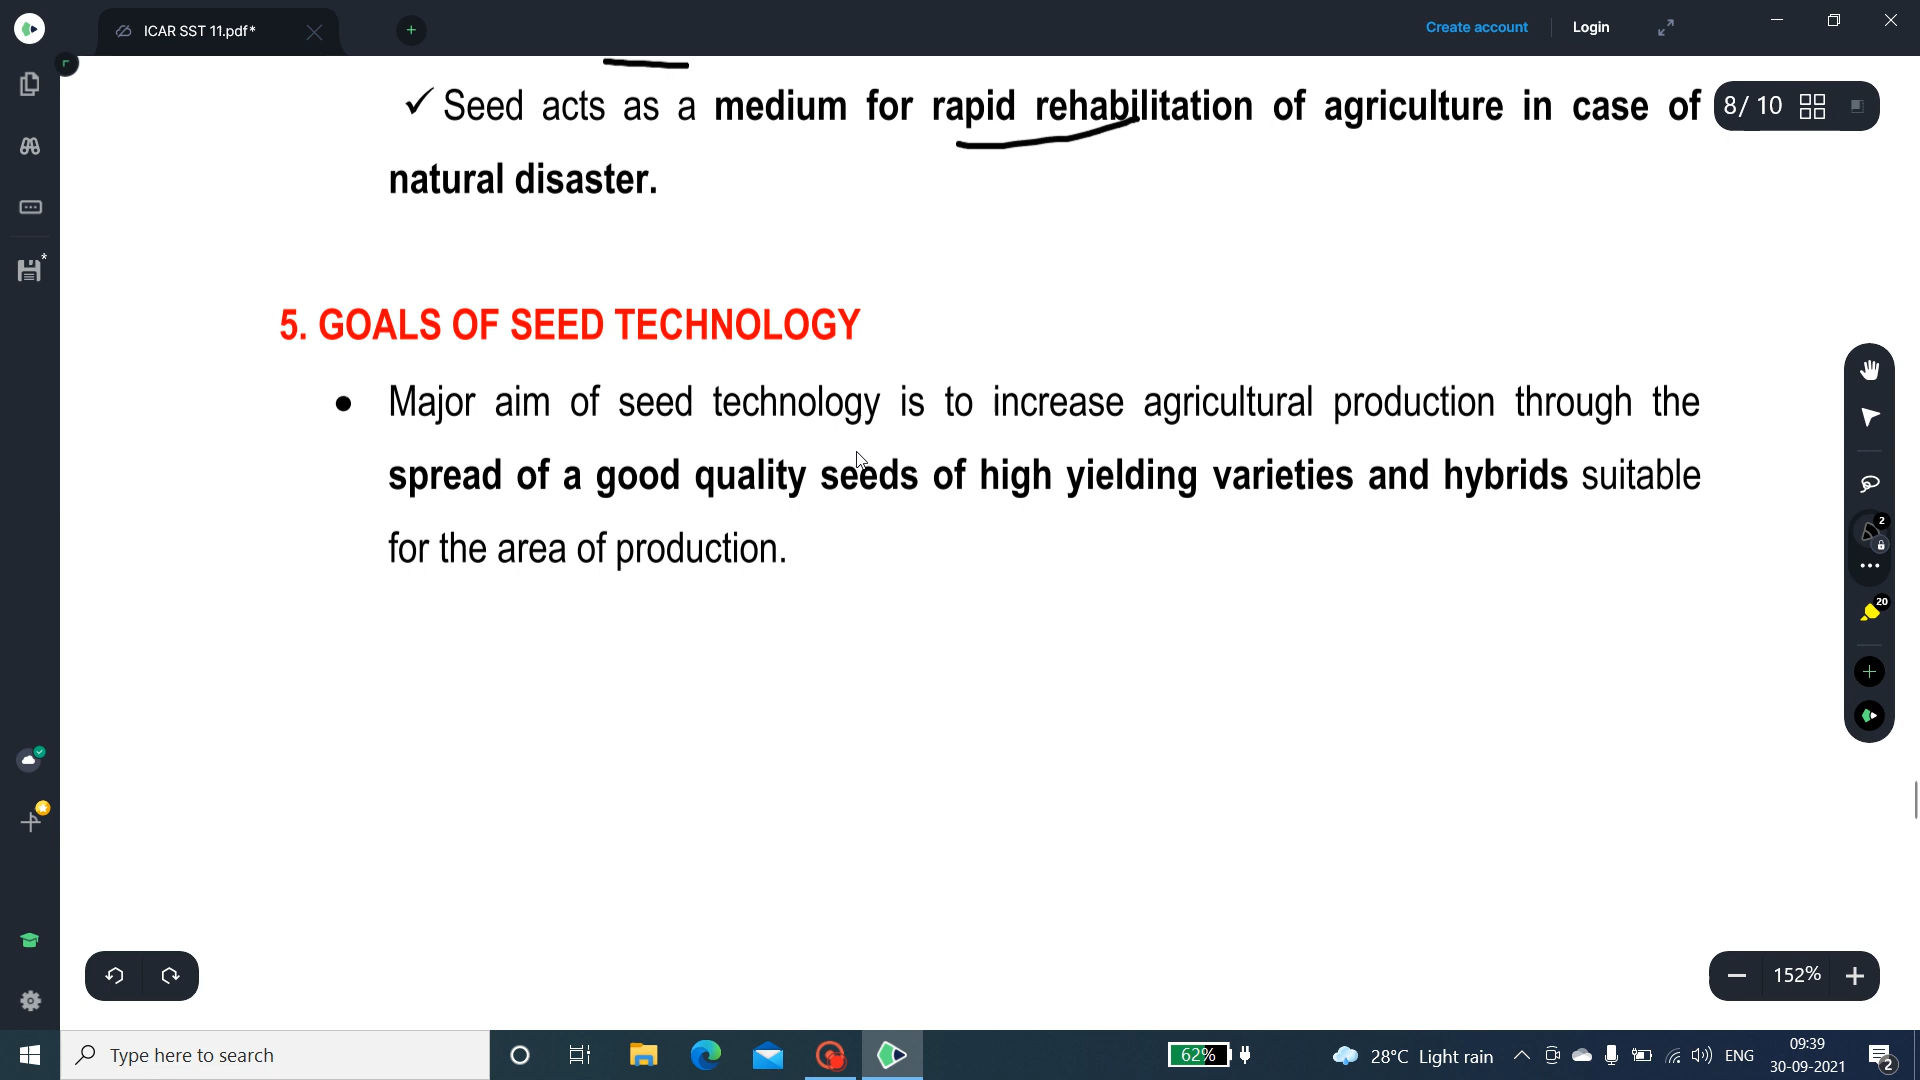 ICAR SST 11.pdf*
Create account
Login
✓ Seed acts as a medium for rapid rehabilitation of agriculture in case of
8/ 10
natural disaster.
5. GOALS OF SEED TECHNOLOGY
● Major aim of seed technology is to increase agricultural production through the
spread of a good quality seeds of high yielding varieties and hybrids suitable
for the area of production.
2
20
152%
Type here to search
62%
28°C Light rain
ENG
09:39
30-09-2021
2